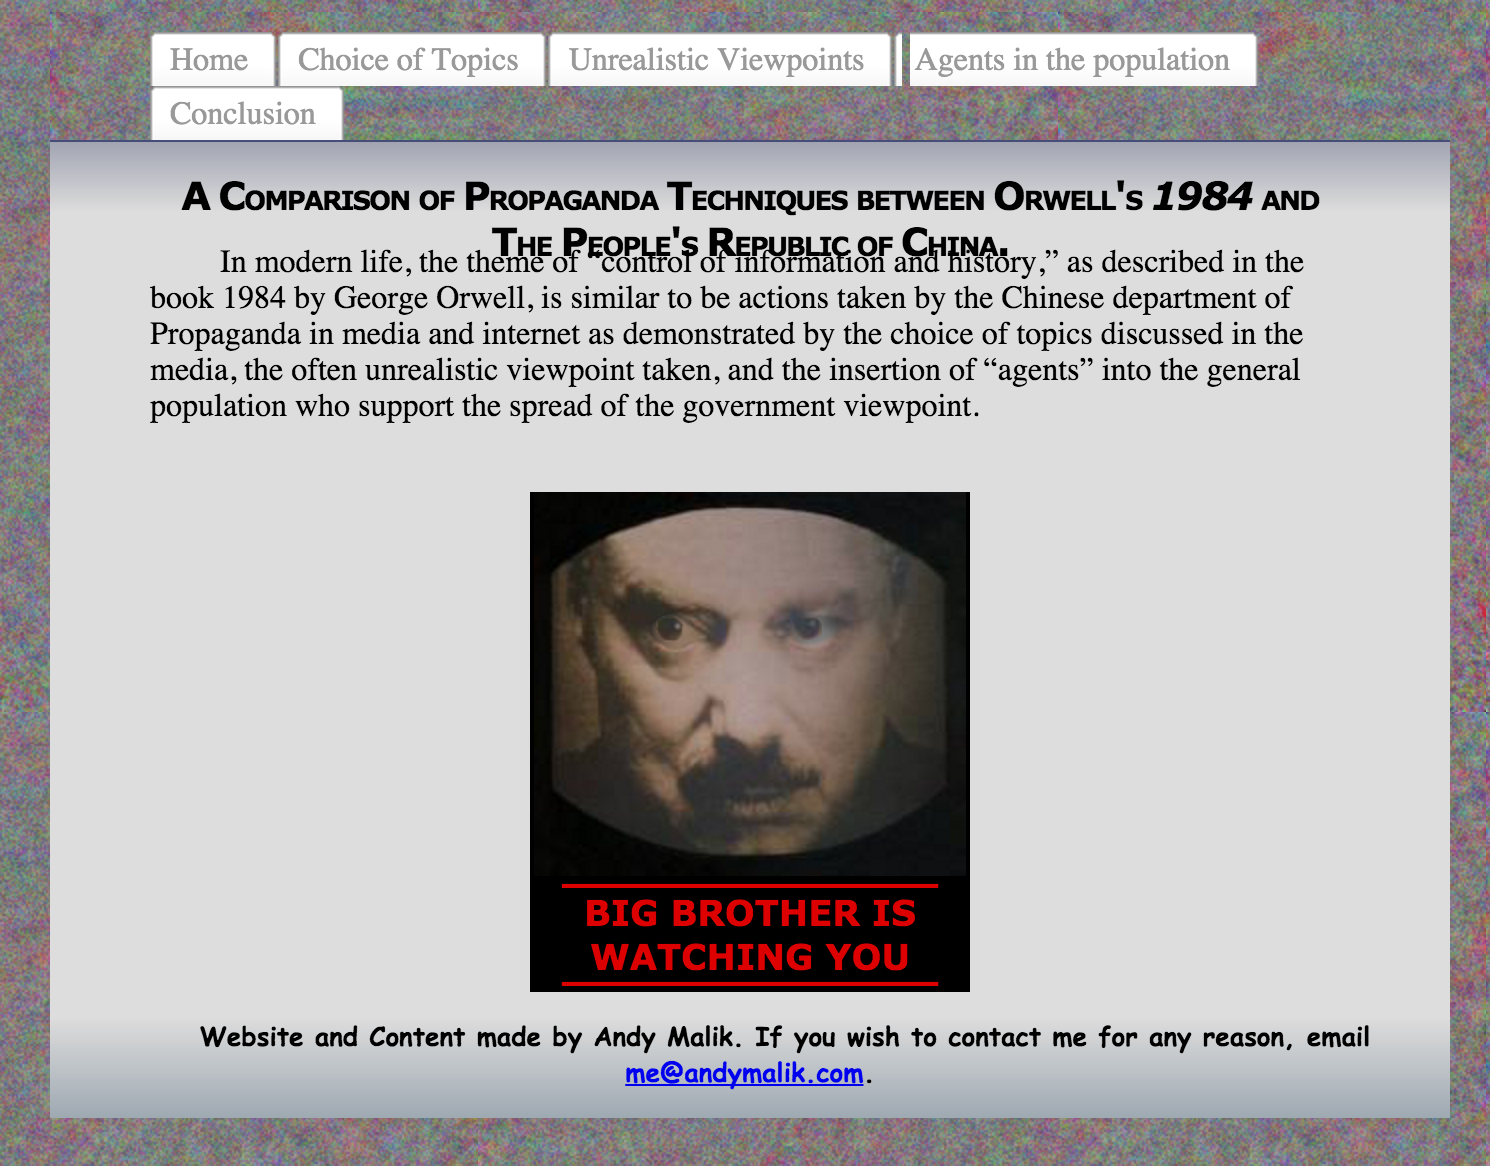 Home
Choice of Topics
Unrealistic Viewpoints
Agents in the population
Conclusion
A Comparison of Propaganda Techniques between Orwell's 1984 and
The People's Republic of China.
In modern life, the theme of “control of information and history,” as described in the
book 1984 by George Orwell, is similar to be actions taken by the Chinese department of
Propaganda in media and internet as demonstrated by the choice of topics discussed in the
media, the often unrealistic viewpoint taken, and the insertion of “agents” into the general
population who support the spread of the government viewpoint.
BIG BROTHER IS
WATCHING YOU
Website and Content made by Andy Malik. If you wish to contact me for any reason, email
me@andymalik.com.